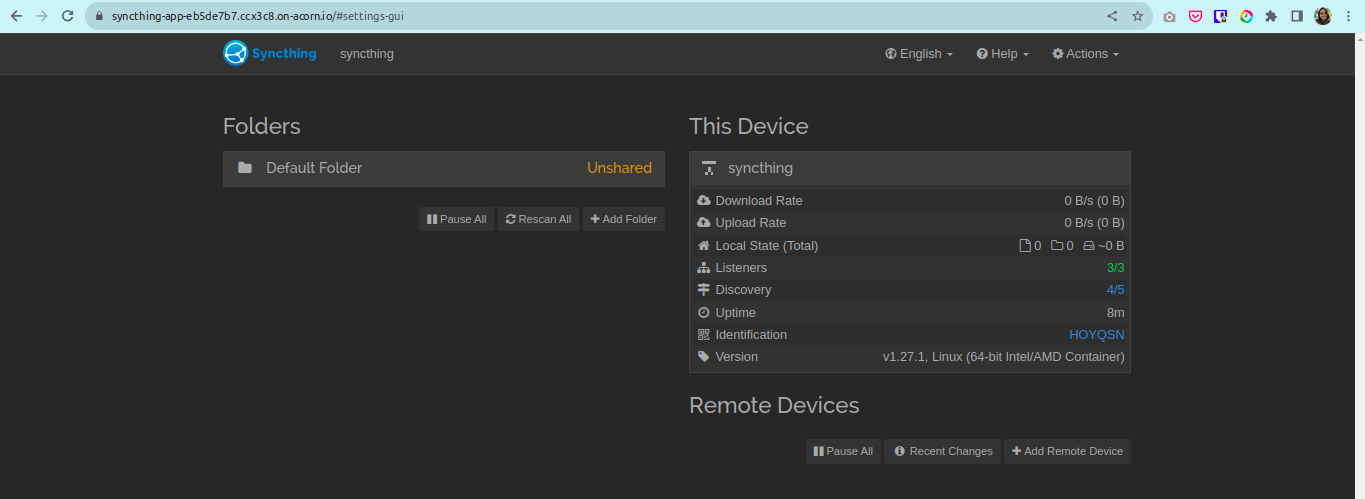 syncthing-app-eb5de7b7.ccx3c8.on-acorn.io/#settings-gui
Syncthing syncthing English Help Actions
Folders
Default Folder Unshared
Pause All Rescan All Add Folder
This Device
syncthing
Download Rate 0 B/s (0 B)
Upload Rate 0 B/s (0 B)
Local State (Total) 0 0 ~0 B
Listeners 3/3
Discovery 4/5
Uptime 8m
Identification HOYQSN
Version v1.27.1, Linux (64-bit Intel/AMD Container)
Remote Devices
Pause All Recent Changes Add Remote Device